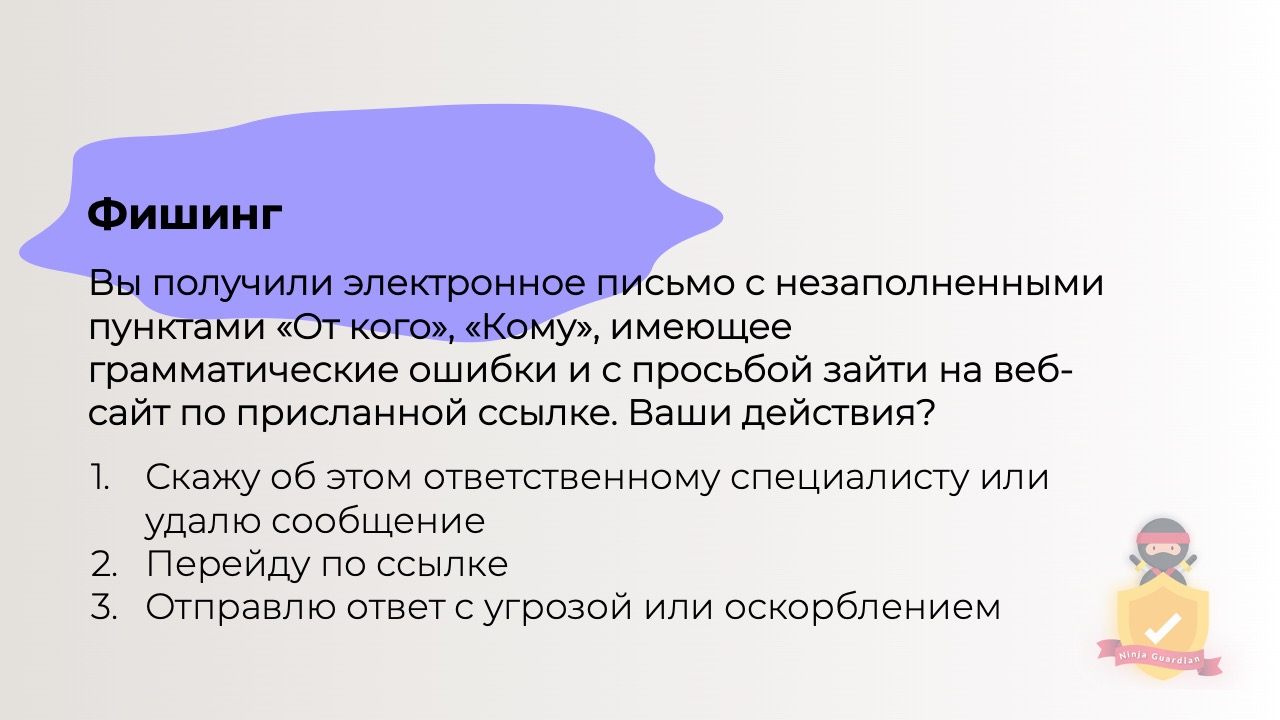 Фишинг
Вы получили электронное письмо с незаполненными
пунктами «От кого», «Кому», имеющее
грамматические ошибки и с просьбой зайти на веб-
сайт по присланной ссылке. Ваши действия?
1. Скажу об этом ответственному специалисту или
удалю сообщение
2. Перейду по ссылке
3. Отправлю ответ с угрозой или оскорблением
Ninja Guardian